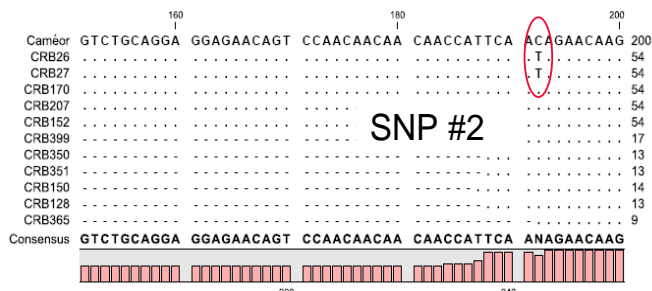 160 180 200
Caméor GTCTGCAGGA GGAGAACAGT CCAACAACAA CAACCATTCA ACAGAACAAG 200
CRB26 . . . . . . . . . . . . . . . . . . . . . . . . . . . . . . . . . . . . . . . . . T . . . . . . . . 54
CRB27 . . . . . . . . . . . . . . . . . . . . . . . . . . . . . . . . . . . . . . . . . T . . . . . . . . 54
CRB170 . . . . . . . . . . . . . . . . . . . . . . . . . . . . . . . . . . . . . . . . . . . . . . . . . . 54
CRB207 . . . . . . . . . . . . . . . . . . . . . . . . . . . . . . . . . . . 54
CRB152 . . . . . . . . . . . . . . . . . . . . . . . . . . . . . . . . . . . 54
SNP #2
CRB399 - - - - - - - - - - - - - - - - - - - - - - - - - . . . . . . . . . . 17
CRB350 - - - - - - - - - - - - - - - - - - - - - - - - - - - - - - - - - - - - - . . . . . . . . . . . . . 13
CRB351 - - - - - - - - - - - - - - - - - - - - - - - - - - - - - - - - - - - - - . . . . . . . . . . . . . 13
CRB150 - - - - - - - - - - - - - - - - - - - - - - - - - - - - - - - - - - - - . . . . . . . . . . . . . . 14
CRB128 - - - - - - - - - - - - - - - - - - - - - - - - - - - - - - - - - - - - - . . . . . . . . . . . . . 13
CRB365 - - - - - - - - - - - - - - - - - - - - - - - - - - - - - - - - - - - - - - - - - . . . . . . . . . 9
Consensus GTCTGCAGGA GGAGAACAGT CCAACAACAA CAACCATTCA ANAGAACAAG